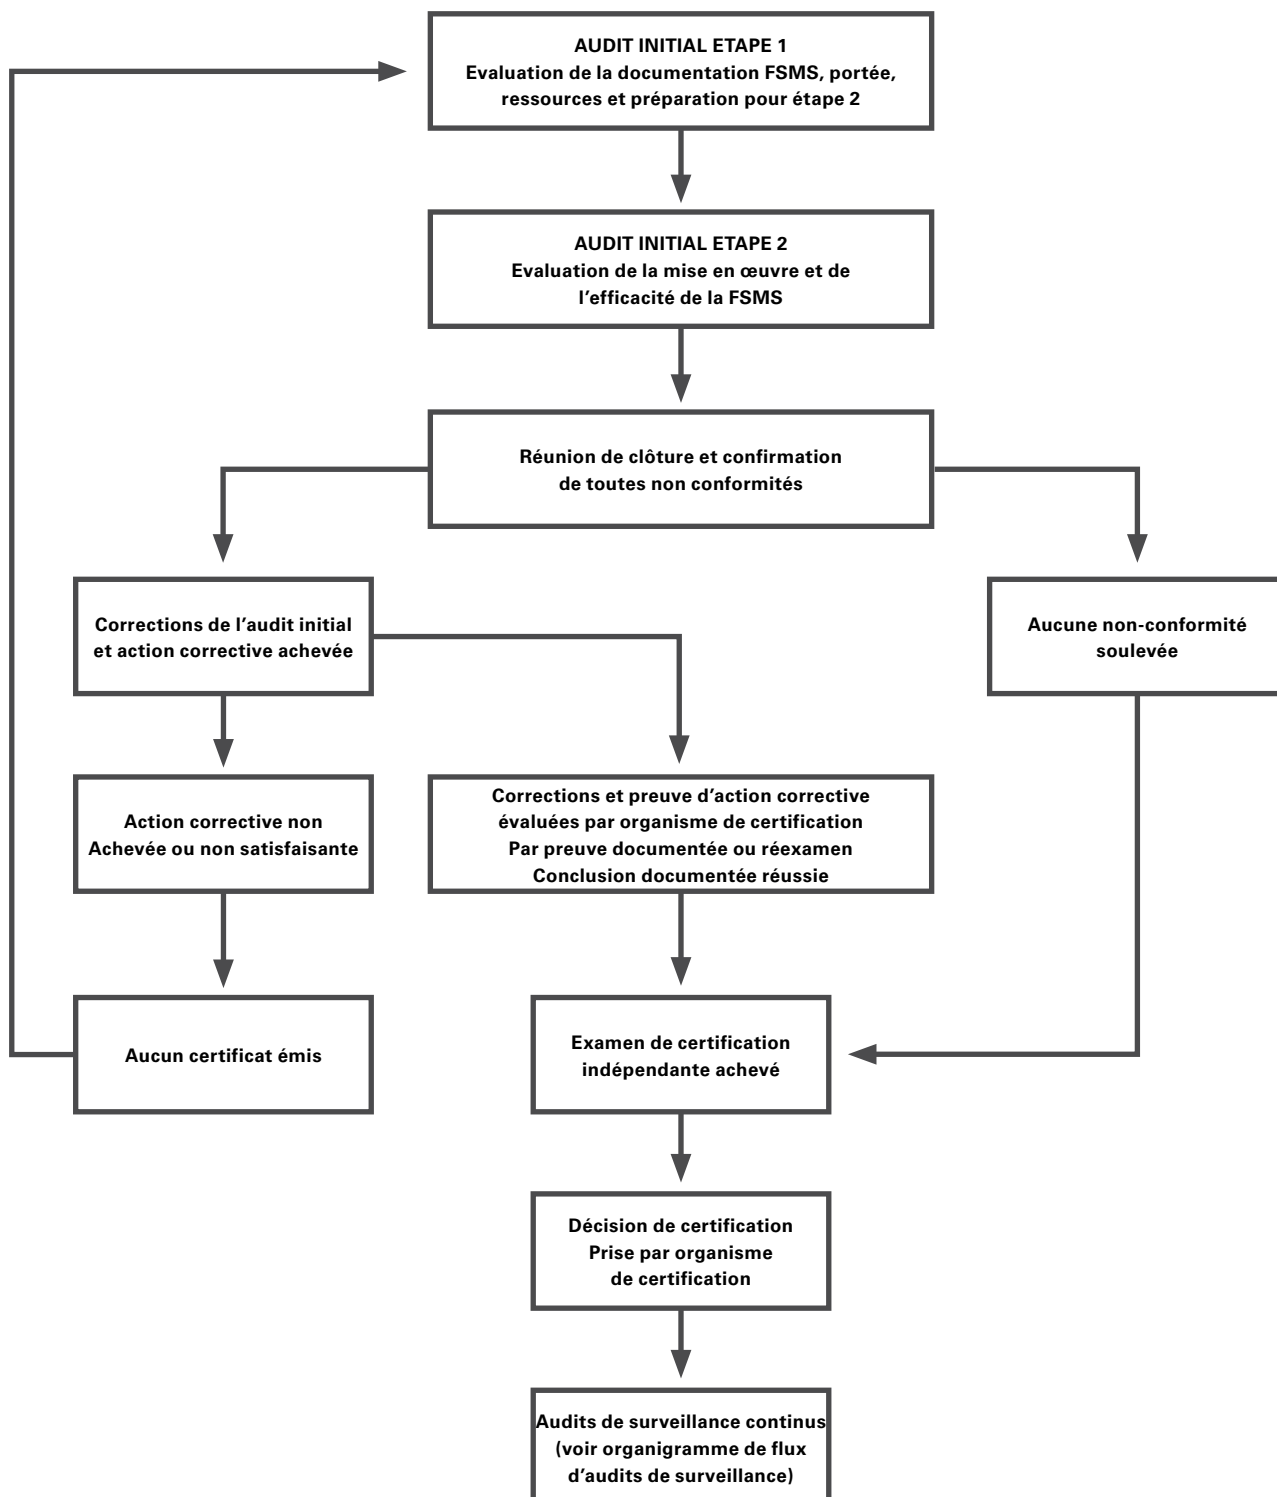 AUDIT INITIAL ETAPE 1
Evaluation de la documentation FSMS, portée,
ressources et préparation pour étape 2
AUDIT INITIAL ETAPE 2
Evaluation de la mise en œuvre et de
l’efficacité de la FSMS
Réunion de clôture et confirmation
de toutes non conformités
Corrections de l’audit initial
et action corrective achevée
Aucune non-conformité
soulevée
Action corrective non
Achevée ou non satisfaisante
Corrections et preuve d’action corrective
évaluées par organisme de certification
Par preuve documentée ou réexamen
Conclusion documentée réussie
Aucun certificat émis
Examen de certification
indépendante achevé
Décision de certification
Prise par organisme
de certification
Audits de surveillance continus
(voir organigramme de flux
d’audits de surveillance)